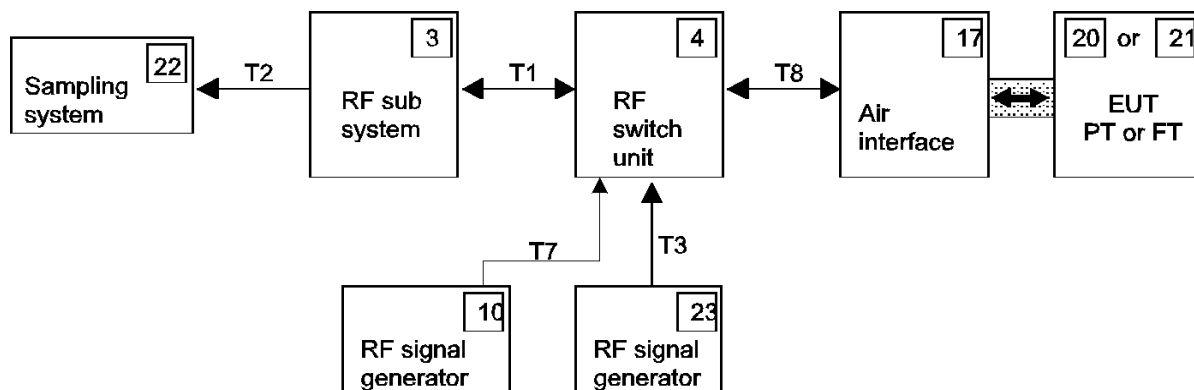 22
Sampling
system
T2
3
RF sub
system
T1
4
RF
switch
unit
T8
17
Air
interface
20 or 21
EUT
PT or FT
T7
T3
10
RF signal
generator
23
RF signal
generator